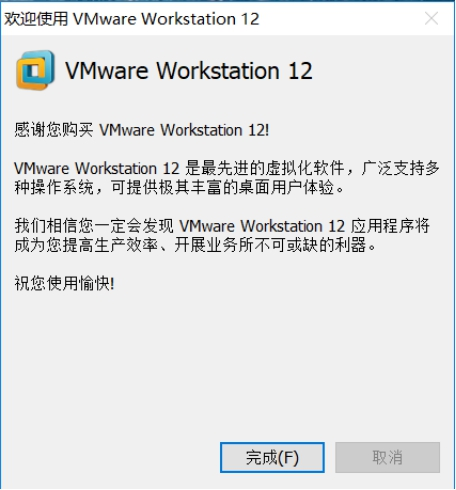 欢迎使用 VMware Workstation 12
VMware Workstation 12
感谢您购买 VMware Workstation 12!
VMware Workstation 12 是最先进的虚拟化软件，广泛支持多
种操作系统，可提供极其丰富的桌面用户体验。
我们相信您一定会发现 VMware Workstation 12 应用程序将
成为您提高生产效率、开展业务所不可或缺的利器。
祝您使用愉快!
完成(F)
取消